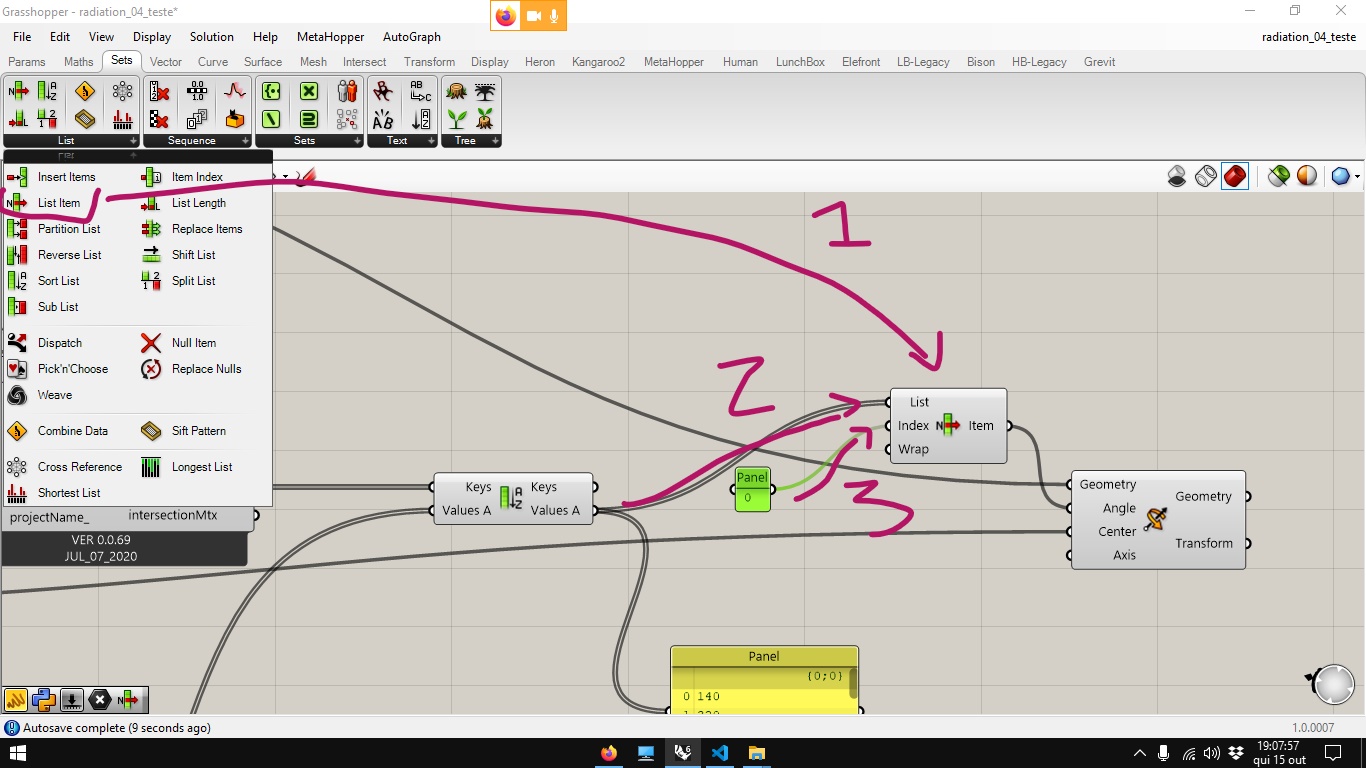 Grasshopper - radiation_04_teste*
File Edit View Display Solution Help MetaHopper AutoGraph radiation_04_teste
Params Maths Sets Vector Curve Surface Mesh Intersect Transform Display Heron Kangaroo2 MetaHopper Human LunchBox Elefront LB-Legacy Bison HB-Legacy Grevit
List Sequence Sets Text Tree
Insert Items Item Index
List Item List Length
Partition List Replace Items
Reverse List Shift List
Sort List Split List
Sub List
Dispatch Null Item
Pick'n'Choose Replace Nulls
Weave
Combine Data Sift Pattern
Cross Reference Longest List
Shortest List
projectName_ intersectionMtx
VER 0.0.69
JUL_07_2020
1
2
3
List
Index Item
Wrap
Panel
0
Keys Keys
Values A Values A
Geometry Geometry
Angle
Center Transform
Axis
Panel
{0;0}
0 140
Autosave complete (9 seconds ago) 1.0.0007
19:07:57
qui 15 out